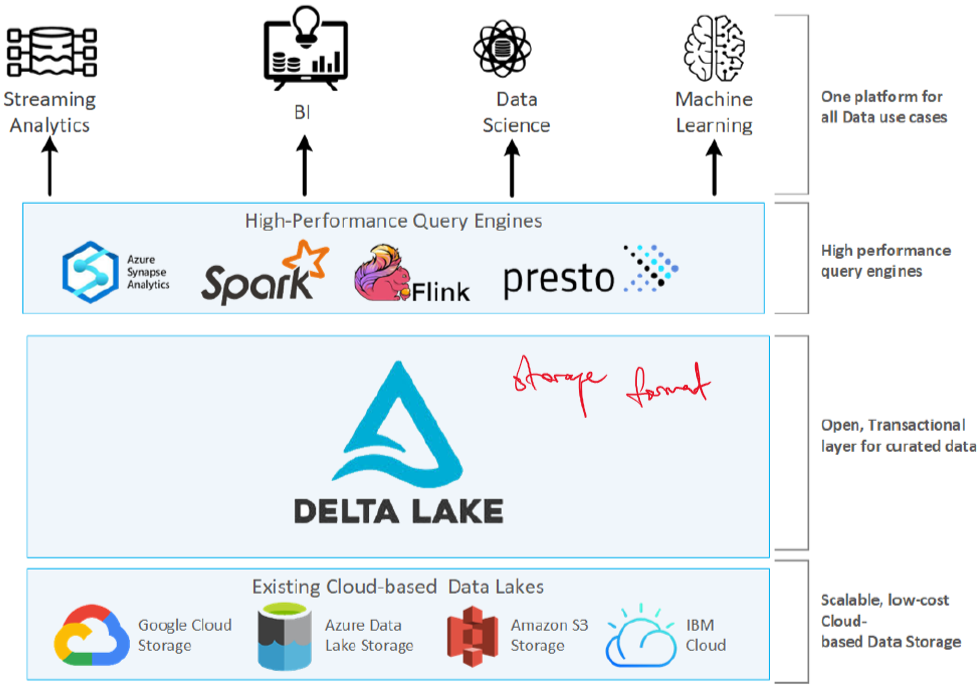 Streaming
Analytics
BI
Data
Science
Machine
Learning
One platform for
all Data use cases
High-Performance Query Engines
Azure
Synapse
Analytics
Spark
Flink
presto
High performance
query engines
storage format
DELTA LAKE
Open, Transactional
layer for curated data
Existing Cloud-based Data Lakes
Google Cloud
Storage
Azure Data
Lake Storage
Amazon S3
Storage
IBM
Cloud
Scalable, low-cost
Cloud-
based Data Storage